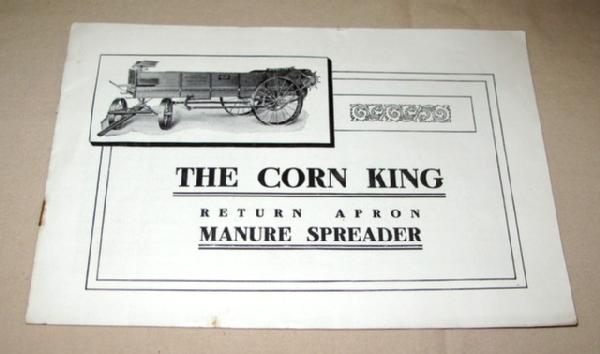 THE CORN KING
RETURN APRON
MANURE SPREADER